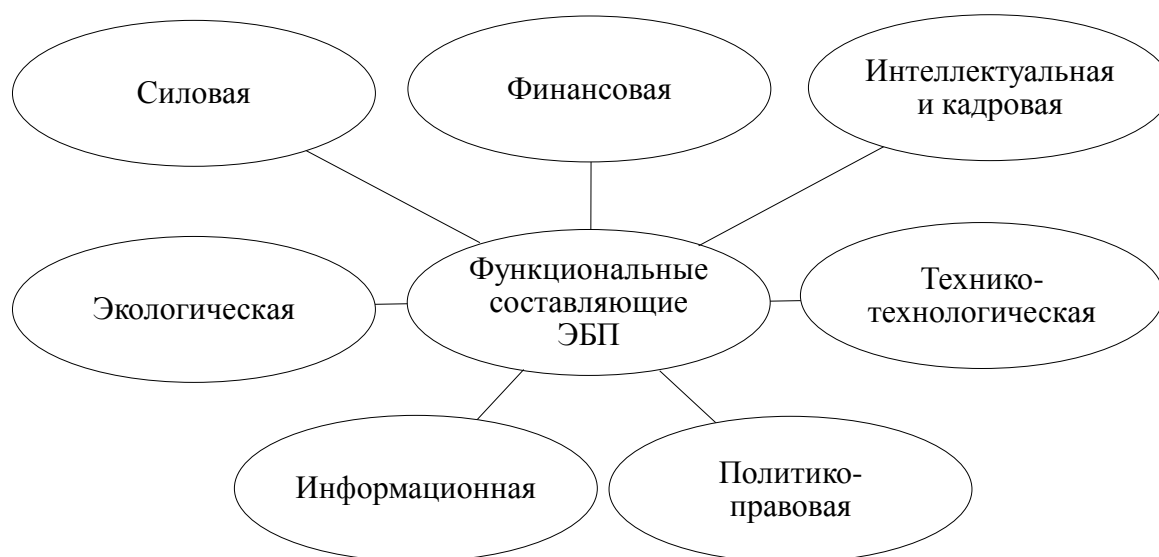 Силовая
Финансовая
Интеллектуальная
и кадровая
Экологическая
Функциональные
составляющие
ЭБП
Технико-
технологическая
Информационная
Политико-
правовая